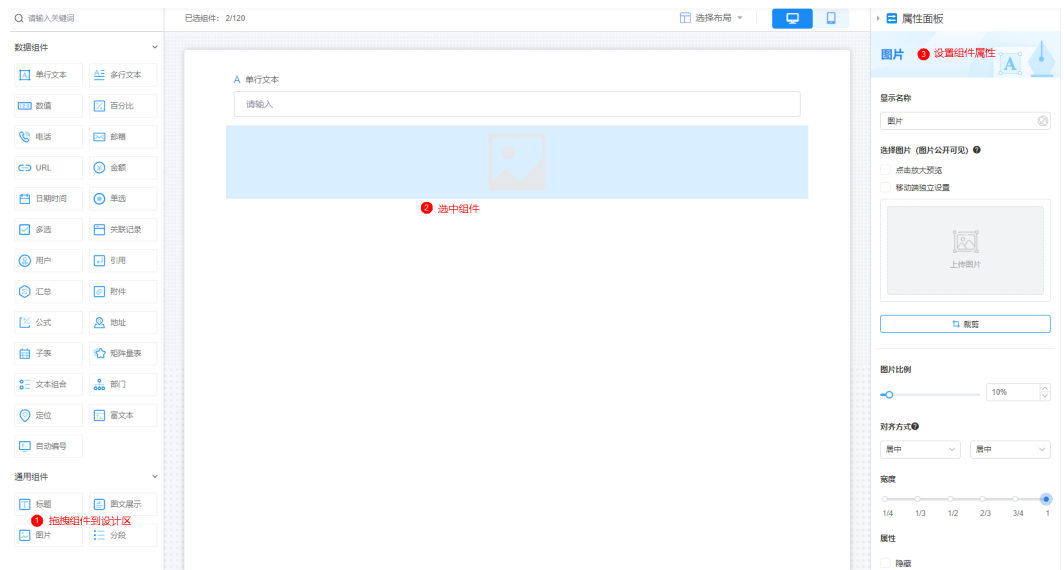 请输入关键词
数据组件
单行文本
多行文本
数值
百分比
电话
邮箱
URL
金额
日期时间
单选
多选
关联记录
用户
引用
汇总
附件
公式
地址
子表
矩阵量表
文本组合
部门
定位
富文本
自动编号
通用组件
标题
图文展示
1 拖拽组件到设计区
图片
分段
已选组件: 2/120
选择布局
A 单行文本
请输入
2 选中组件
属性面板
图片
3 设置组件属性
A
显示名称
图片
选择图片（图片公开可见）
点击放大预览
移动端独立设置
上传图片
裁剪
图片比例
10%
对齐方式
居中
居中
宽度
1/4 1/3 1/2 2/3 3/4 1
属性
隐藏